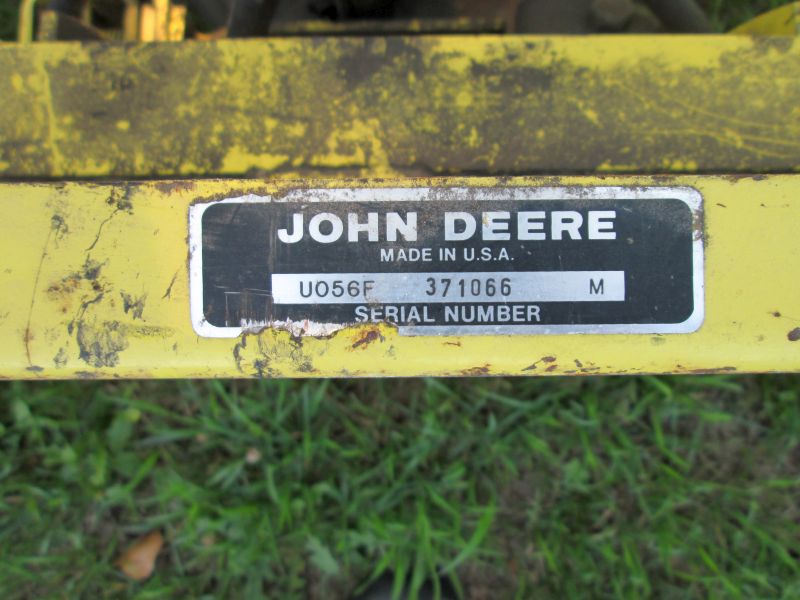 JOHN DEERE
MADE IN U.S.A.
U056F 371066 M
SERIAL NUMBER